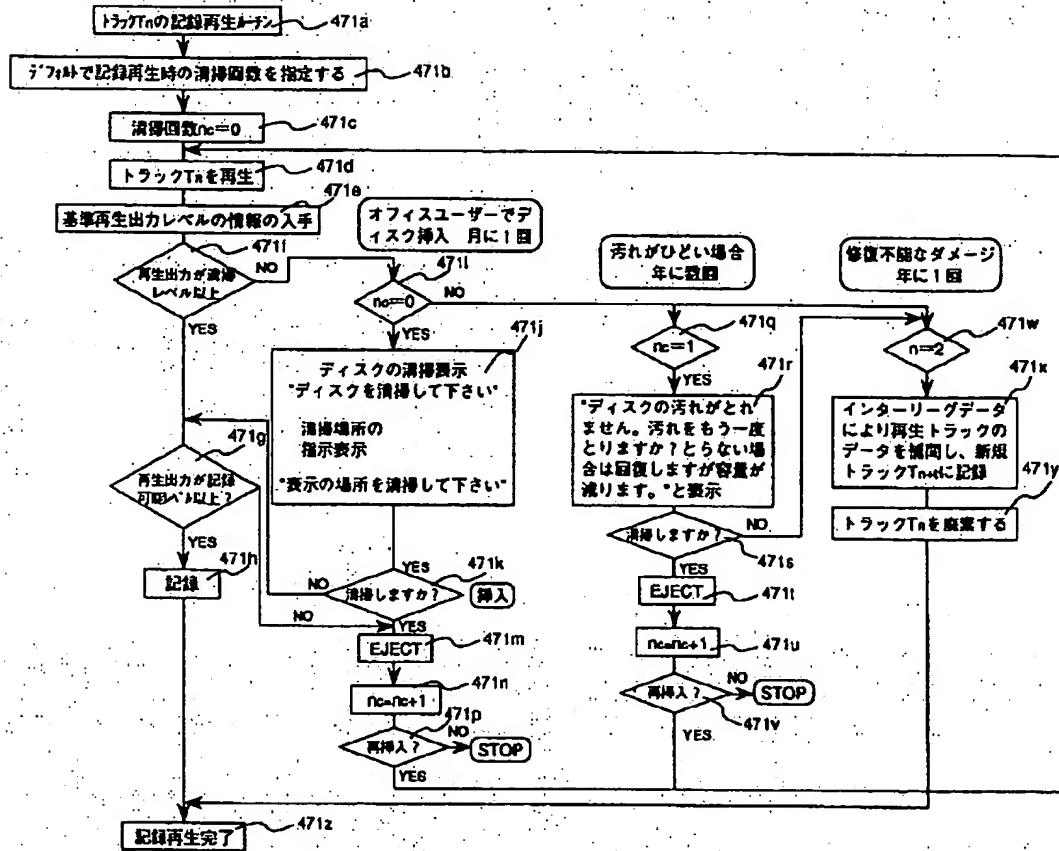 トラックTnの記録再生ルーチン
471a
デフォルトで記録再生時の清掃回数を指定する
471b
清掃回数nc=0
471c
トラックTnを再生
471d
471e
基準再生出力レベルの情報の入手
471f
再生出力が清掃
レベル以上
NO
YES
オフィスユーザーでデ
ィスク挿入 月に1回
471i
nc=0
NO
YES
471j
ディスクの清掃表示
"ディスクを清掃して下さい"
清掃場所の
指示表示
"表示の場所を清掃して下さい"
汚れがひどい場合
年に数回
471q
nc=1
YES
471r
"ディスクの汚れがとれ
ません。汚れをもう一度
とりますか?とらない場
合は回復しますが容量が
減ります。"と表示
修復不能なダメージ
年に1回
471w
n=2
471x
インターリーグデータ
により再生トラックの
データを補間し、新規
トラックTn+αに記録
471y
トラックTnを廃棄する
471g
再生出力が記録
可能レベル以上?
YES
NO
471h
記録
YES
471k
清掃しますか?
NO
挿入
YES
EJECT
471m
nc=nc+1
471n
471p
再挿入?
NO
STOP
YES
清掃しますか?
NO
471s
YES
EJECT
471t
nc=nc+1
471u
再挿入?
NO
STOP
471v
YES
記録再生完了
471z